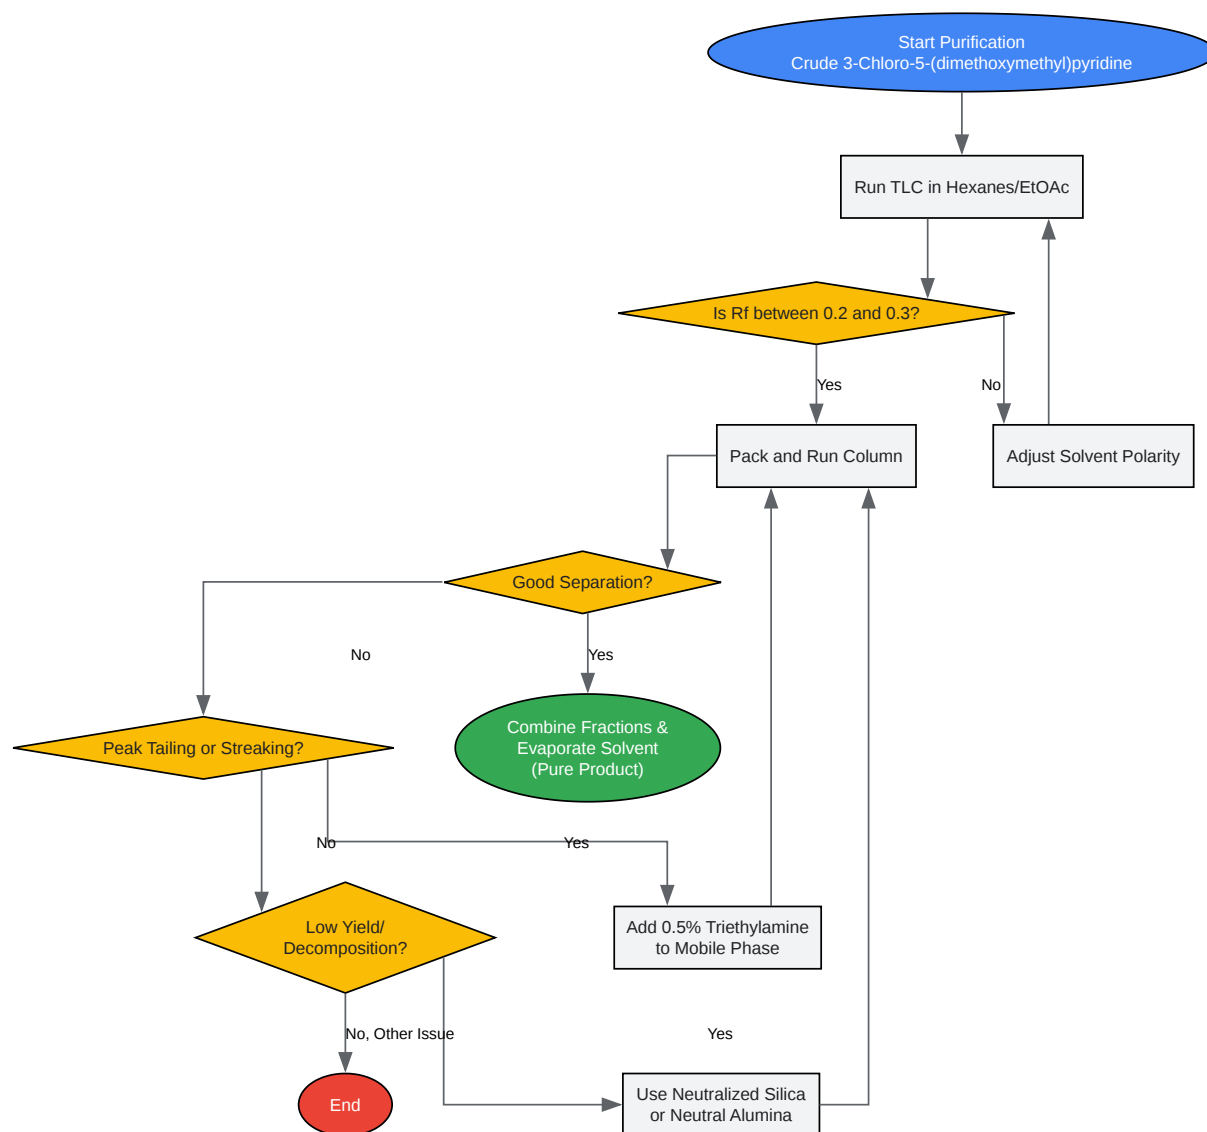 Start Purification
Crude 3-Chloro-5-(dimethoxymethyl)pyridine
Run TLC in Hexanes/EtOAc
Is Rf between 0.2 and 0.3?
Yes
No
Pack and Run Column
Adjust Solvent Polarity
Good Separation?
No
Yes
Combine Fractions &
Evaporate Solvent
(Pure Product)
Peak Tailing or Streaking?
No
Yes
Low Yield/
Decomposition?
Add 0.5% Triethylamine
to Mobile Phase
No, Other Issue
Yes
End
Use Neutralized Silica
or Neutral Alumina